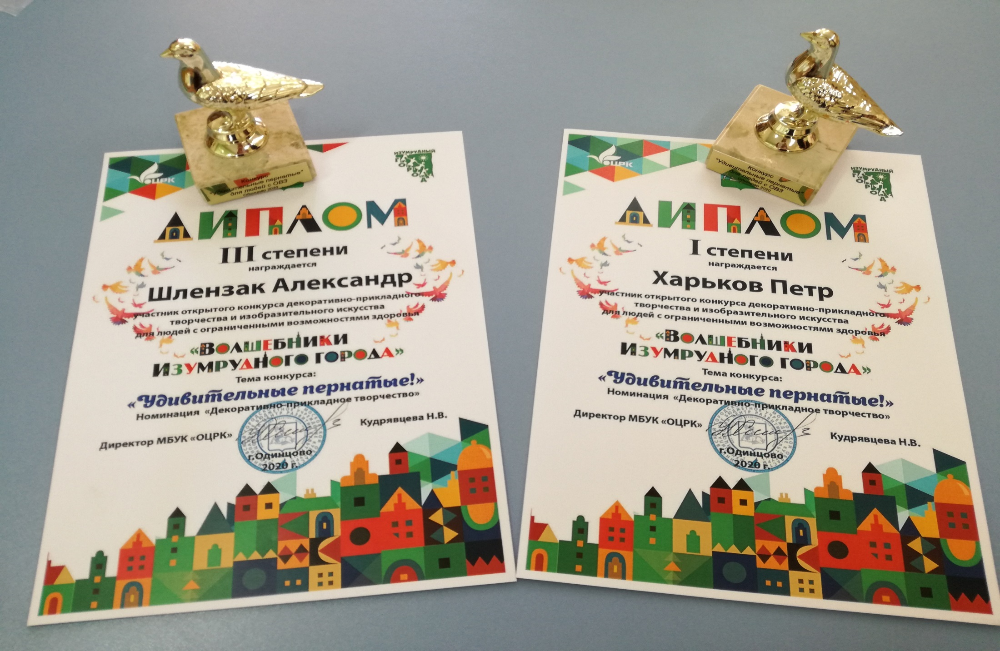 Конкурс
"Удивительные пернатые"
для людей с ОВЗ
Одинцово 2020
ОЦРК
ИЗУМРУДНЫЙ
ГОРОД
ДИПЛОМ
III степени
награждается
Шлензак Александр
участник открытого конкурса декоративно-прикладного
творчества и изобразительного искусства
для людей с ограниченными возможностями здоровья
«ВОЛШЕБНИКИ
ИЗУМРУДНОГО ГОРОДА»
Тема конкурса:
«Удивительные пернатые!»
Номинация «Декоративно-прикладное творчество»
Директор МБУК «ОЦРК»
Кудрявцева Н.В.
г.Одинцово
2020 г.
Конкурс
"Удивительные пернатые"
для людей с ОВЗ
Одинцово 2020
ОЦРК
ИЗУМРУДНЫЙ
ГОРОД
ДИПЛОМ
I степени
награждается
Харьков Петр
участник открытого конкурса декоративно-прикладного
творчества и изобразительного искусства
для людей с ограниченными возможностями здоровья
«ВОЛШЕБНИКИ
ИЗУМРУДНОГО ГОРОДА»
Тема конкурса:
«Удивительные пернатые!»
Номинация «Декоративно-прикладное творчество»
Директор МБУК «ОЦРК»
Кудрявцева Н.В.
г.Одинцово
2020 г.